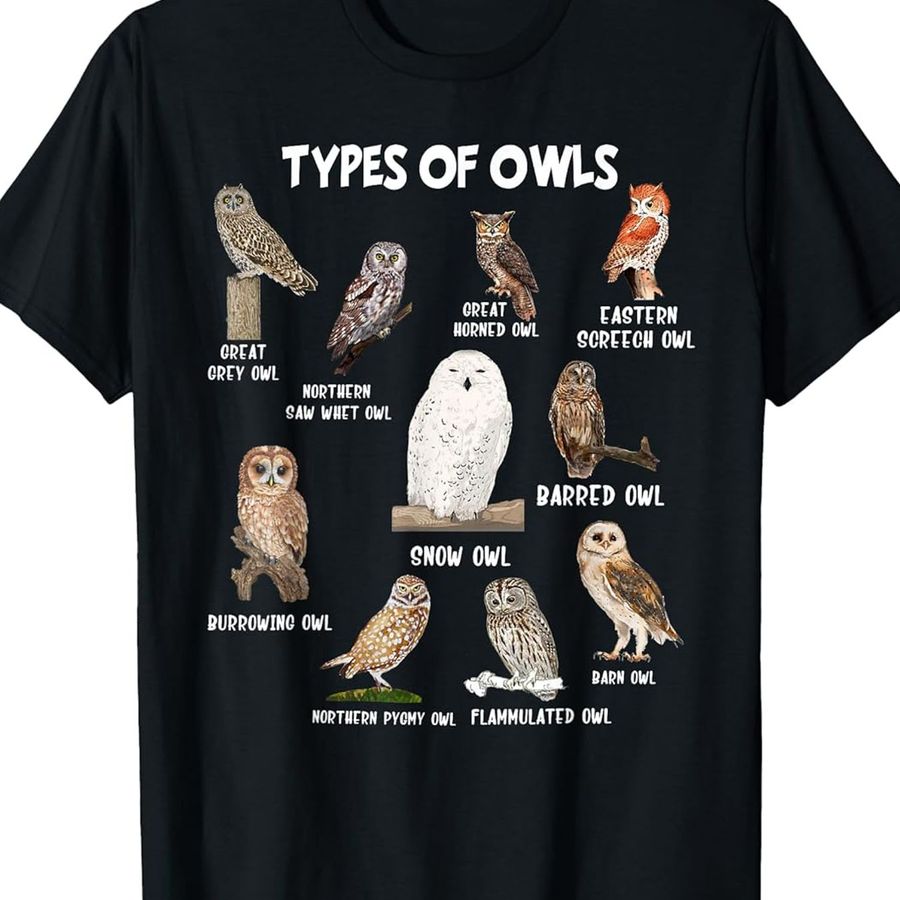 TYPES OF OWLS
GREAT
GREY OWL
NORTHERN
SAW WHET OWL
GREAT
HORNED OWL
EASTERN
SCREECH OWL
SNOW OWL
BARRED OWL
BURROWING OWL
NORTHERN PYGMY OWL
FLAMMULATED OWL
BARN OWL